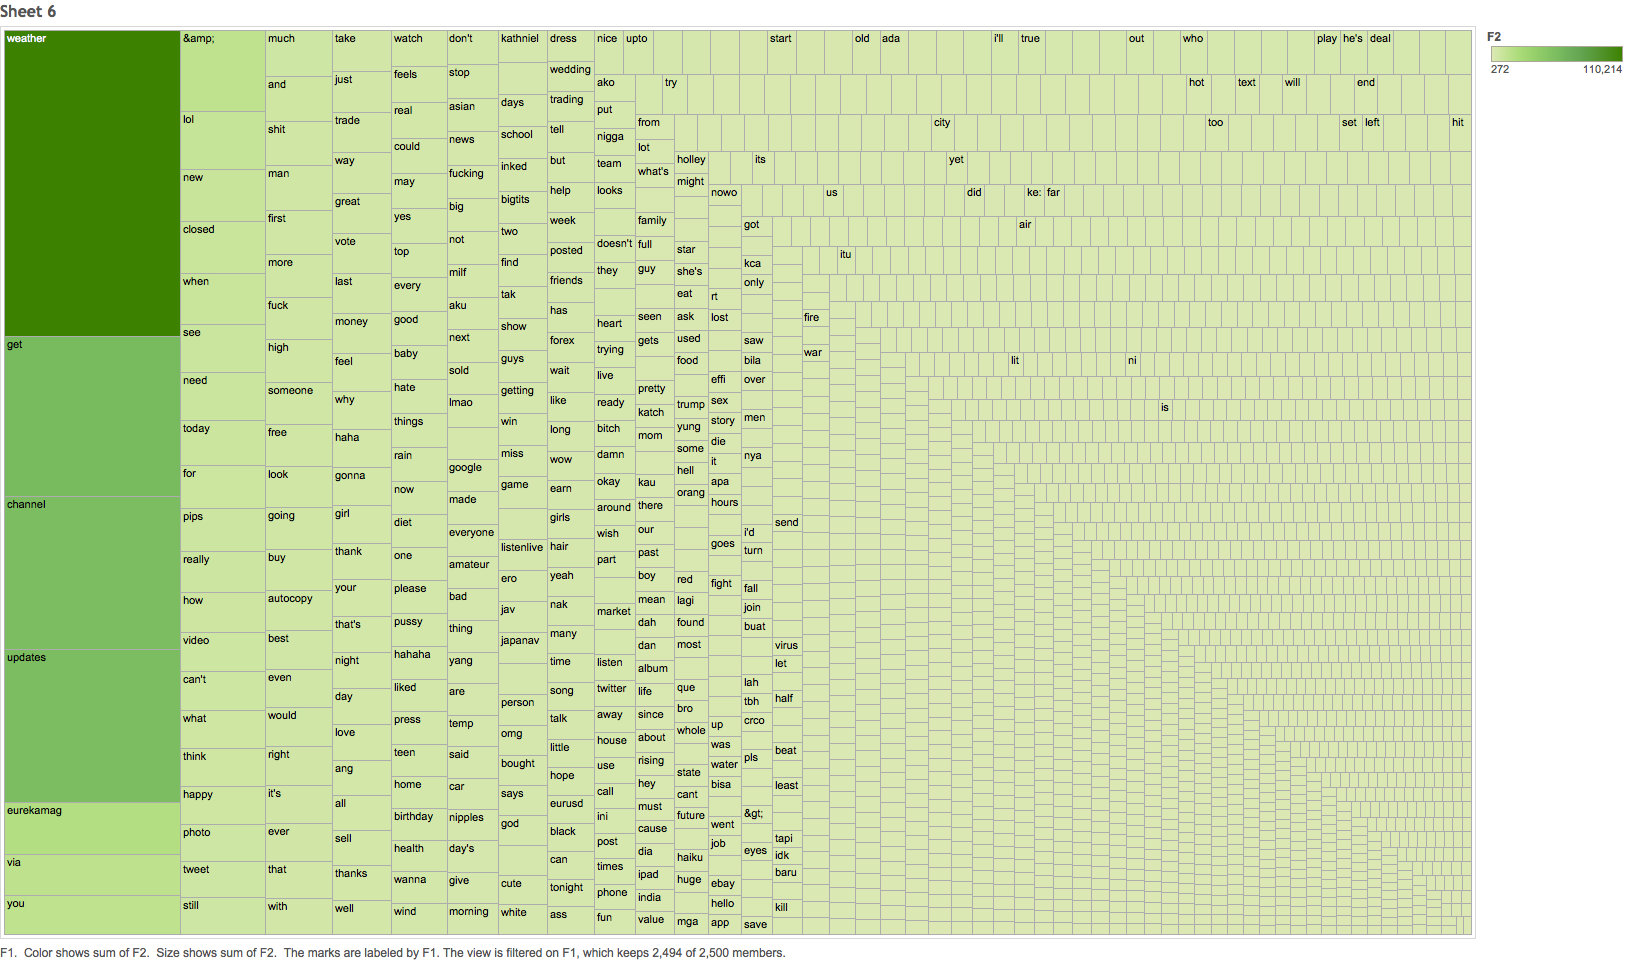 Sheet 6
weather
get
channel
updates
eurekamag
via
you
&amp;
lol
new
closed
when
see
need
today
for
pips
really
how
video
can't
what
think
happy
photo
tweet
still
much
and
shit
man
first
more
fuck
high
someone
free
look
going
buy
autocopy
best
even
would
right
it's
ever
that
with
take
just
trade
way
great
vote
last
money
feel
why
haha
gonna
girl
thank
your
that's
night
day
love
ang
all
sell
thanks
well
watch
feels
real
could
may
yes
top
every
good
baby
hate
things
rain
now
diet
one
please
pussy
hahaha
liked
press
teen
home
birthday
health
wanna
wind
don't
stop
asian
news
fucking
big
not
milf
aku
next
sold
lmao
google
made
everyone
amateur
bad
thing
yang
are
temp
said
car
nipples
day's
give
morning
kathniel
days
school
inked
bigtits
two
find
tak
show
guys
getting
win
miss
game
listenlive
ero
jav
japanav
person
omg
bought
says
god
cute
white
dress
wedding
trading
tell
but
help
week
posted
friends
has
forex
wait
like
long
wow
earn
girls
hair
yeah
nak
many
time
song
talk
little
hope
eurusd
black
can
tonight
ass
nice
ako
put
nigga
team
looks
doesn't
they
heart
trying
live
ready
bitch
damn
okay
around
wish
part
market
listen
twitter
away
house
use
call
ini
post
times
phone
fun
upto
start
old
ada
i'll
true
out
who
play
he's
deal
try
hot
text
will
end
from
lot
what's
family
full
guy
seen
gets
pretty
katch
mom
kau
there
our
past
boy
mean
dah
dan
album
life
since
about
rising
hey
must
cause
dia
ipad
india
value
city
too
set
left
hit
holley
might
star
she's
eat
ask
used
food
trump
yung
some
hell
orang
red
lagi
found
most
que
bro
whole
state
cant
future
haiku
huge
mga
its
yet
nowo
rt
lost
effi
sex
story
die
it
apa
hours
goes
fight
up
was
water
bisa
went
job
ebay
hello
app
us
did
ke:
far
got
kca
only
saw
bila
over
men
nya
i'd
turn
fall
join
buat
lah
tbh
crco
pls
&gt;
eyes
save
air
itu
send
virus
let
half
beat
least
tapi
idk
baru
kill
fire
war
lit
ni
is
F2
272 110,214
F1. Color shows sum of F2. Size shows sum of F2. The marks are labeled by F1. The view is filtered on F1, which keeps 2,494 of 2,500 members.